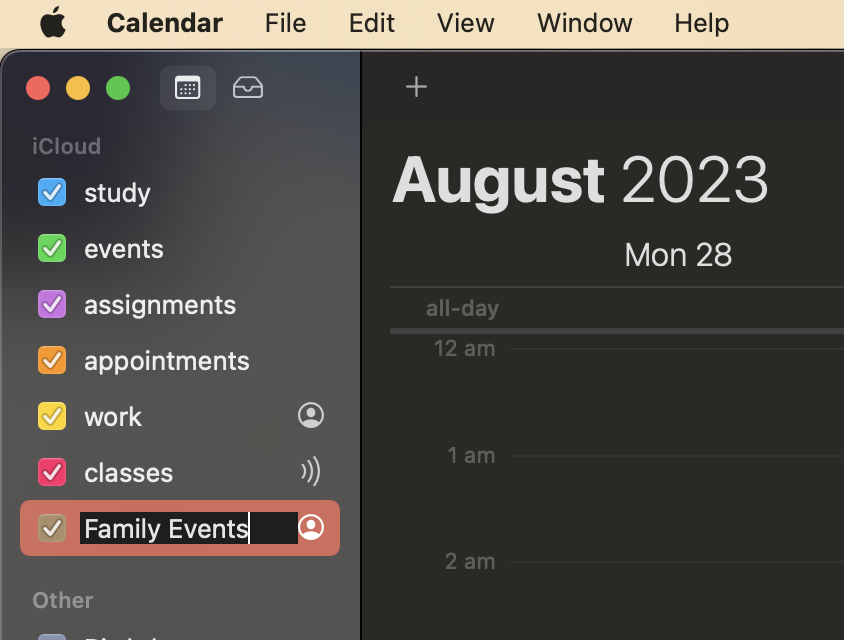 Calendar File Edit View Window Help
iCloud
study
events
assignments
appointments
work
classes
Family Events
Other
August 2023
Mon 28
all-day
12 am
1 am
2 am